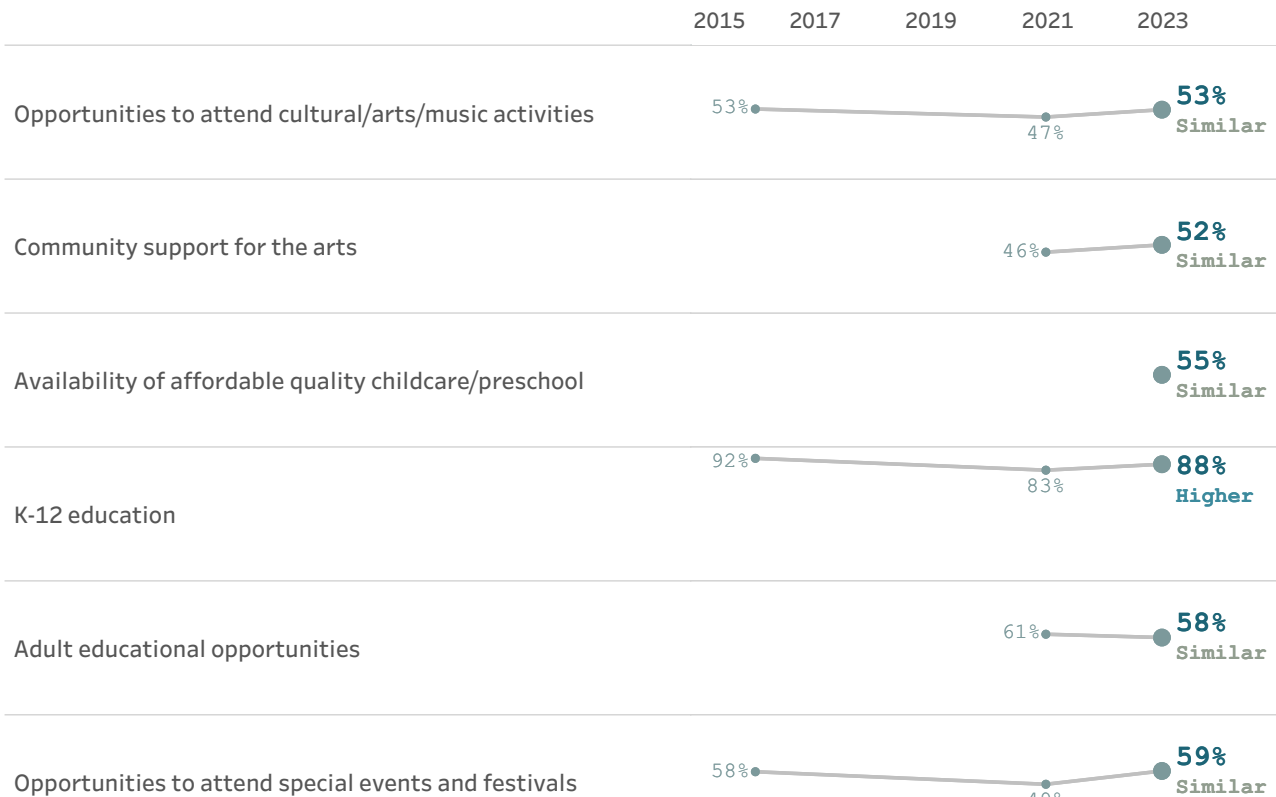 2015 2017 2019 2021 2023
Opportunities to attend cultural/arts/music activities 53% 47% 53%
Similar
Community support for the arts 46% 52%
Similar
Availability of affordable quality childcare/preschool 55%
Similar
K-12 education 92% 83% 88%
Higher
Adult educational opportunities 61% 58%
Similar
Opportunities to attend special events and festivals 58% 59%
Similar